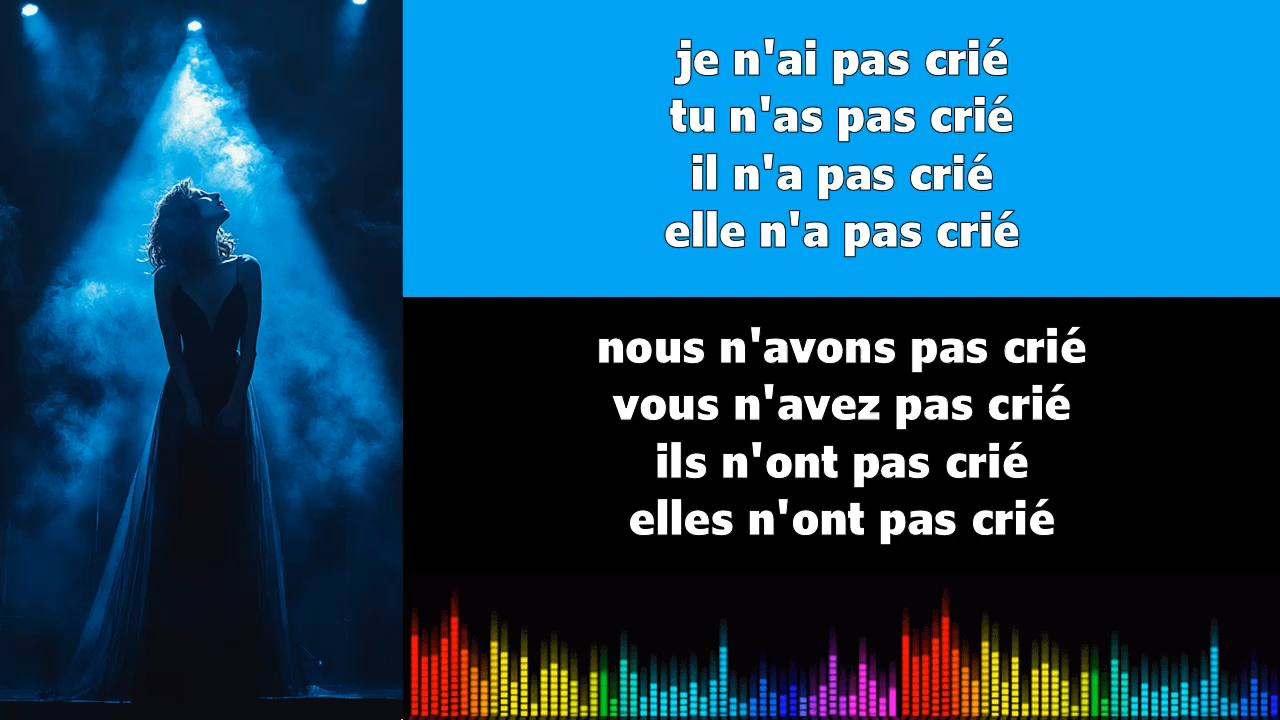 je n'ai pas crié
tu n'as pas crié
il n'a pas crié
elle n'a pas crié
nous n'avons pas crié
vous n'avez pas crié
ils n'ont pas crié
elles n'ont pas crié